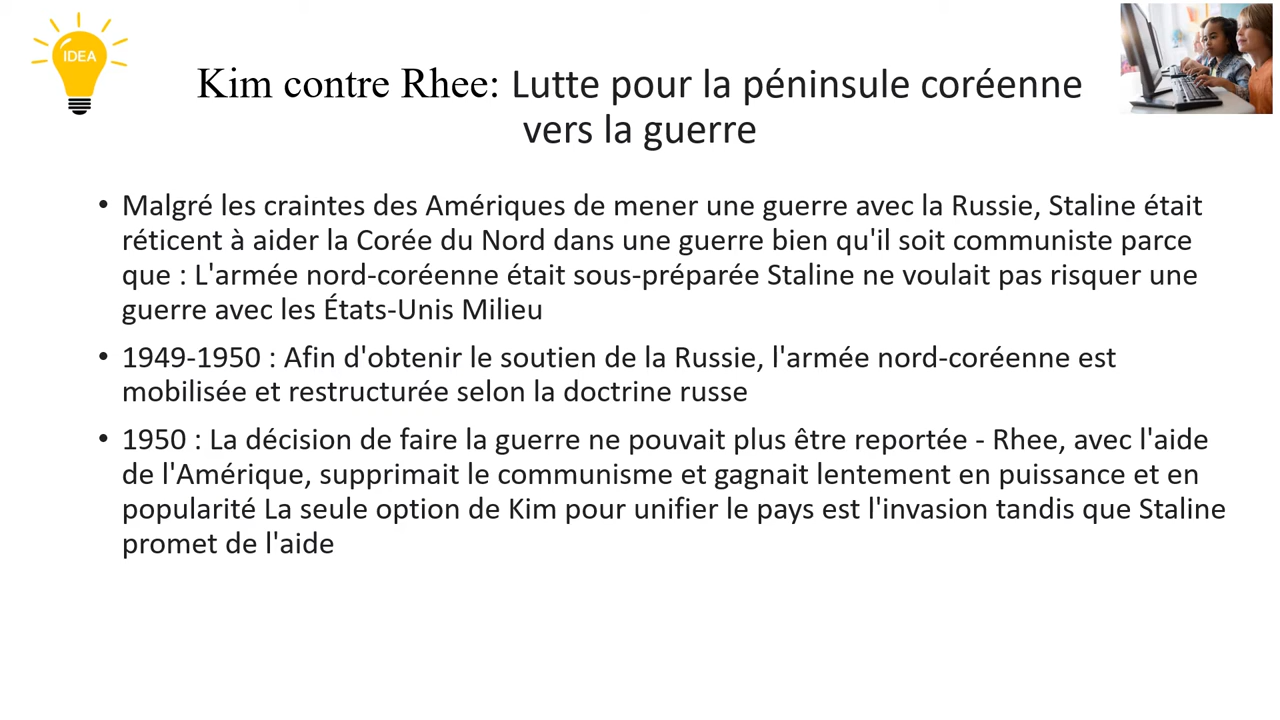 IDEA
Kim contre Rhee: Lutte pour la péninsule coréenne
vers la guerre
• Malgré les craintes des Amériques de mener une guerre avec la Russie, Staline était
réticent à aider la Corée du Nord dans une guerre bien qu'il soit communiste parce
que : L'armée nord-coréenne était sous-préparée Staline ne voulait pas risquer une
guerre avec les États-Unis Milieu
• 1949-1950 : Afin d'obtenir le soutien de la Russie, l'armée nord-coréenne est
mobilisée et restructurée selon la doctrine russe
• 1950 : La décision de faire la guerre ne pouvait plus être reportée - Rhee, avec l'aide
de l'Amérique, supprimait le communisme et gagnait lentement en puissance et en
popularité La seule option de Kim pour unifier le pays est l'invasion tandis que Staline
promet de l'aide